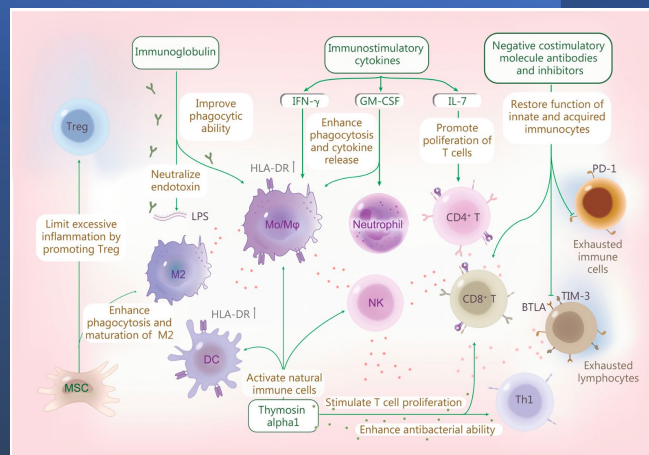 Immunoglobulin
Immunostimulatory
cytokines
Negative costimulatory
molecule antibodies
and inhibitors
IFN-γ
GM-CSF
IL-7
Improve
phagocytic
ability
Enhance
phagocytosis
and cytokine
release
Promote
poliferation of
T cells
Restore function of
innate and acquired
immunocytes
Treg
Neutralize
endotoxin
HLA-DR↑
PD-1
LPS
Mo/Mφ
Neutrophil
CD4⁺ T
Limit excessive
inflammation by
promoting Treg
Exhausted
immune
cells
M2
Enhance
phagocytosis and
maturation of M2
HLA-DR↑
NK
CD8⁺ T
BTLA
TIM-3
DC
Exhausted
lymphocytes
MSC
Activate natural
immune cells
Thymosin
alpha1
Stimulate T cell proliferation
Enhance antibacterial ability
Th1